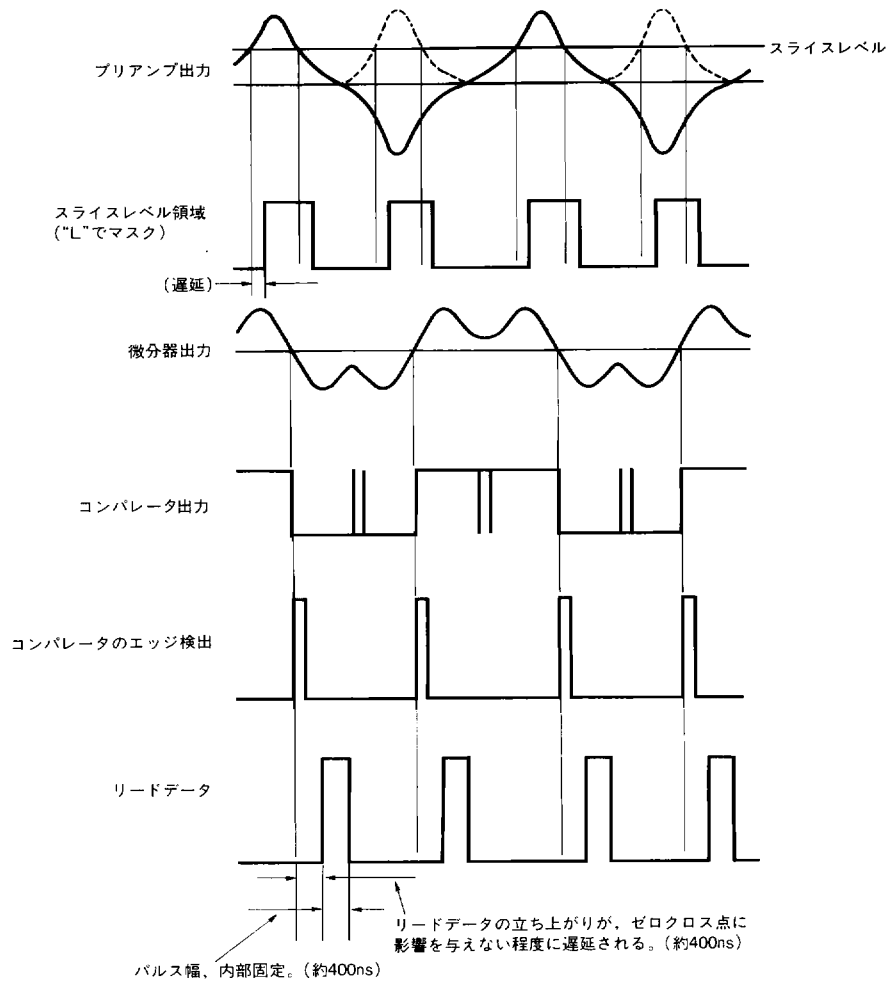 プリアンプ出力
スライスレベル
スライスレベル領域
(“L”でマスク)
(遅延)
微分器出力
コンパレータ出力
コンパレータのエッジ検出
リードデータ
リードデータの立ち上がりが，ゼロクロス点に
影響を与えない程度に遅延される。(約400ns)
パルス幅、内部固定。(約400ns)